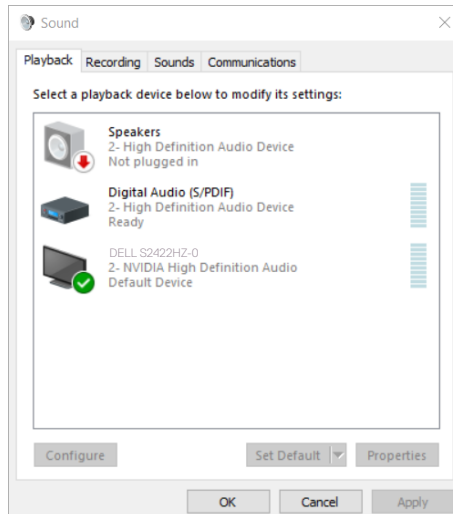 Sound
Playback Recording Sounds Communications
Select a playback device below to modify its settings:
Speakers
2- High Definition Audio Device
Not plugged in
Digital Audio (S/PDIF)
2- High Definition Audio Device
Ready
DELL S2422HZ-0
2- NVIDIA High Definition Audio
Default Device
Configure Set Default Properties
OK Cancel Apply